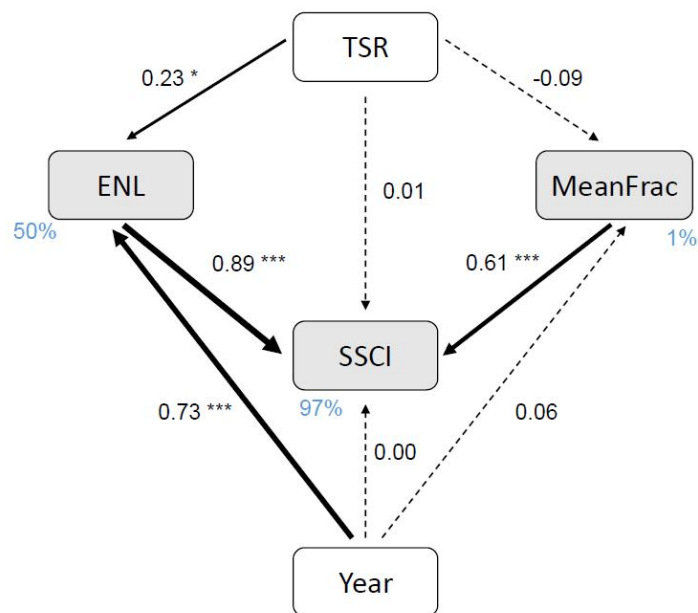 TSR
0.23 *
-0.09
ENL
0.01
MeanFrac
50%
1%
0.89 ***
0.61 ***
SSCI
97%
0.73 ***
0.00
0.06
Year